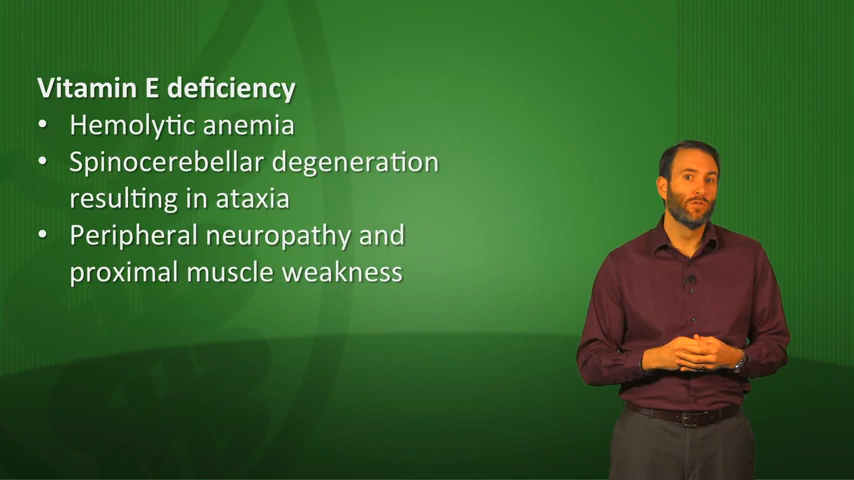 Vitamin E deficiency
• Hemolytic anemia
• Spinocerebellar degeneration
resulting in ataxia
• Peripheral neuropathy and
proximal muscle weakness